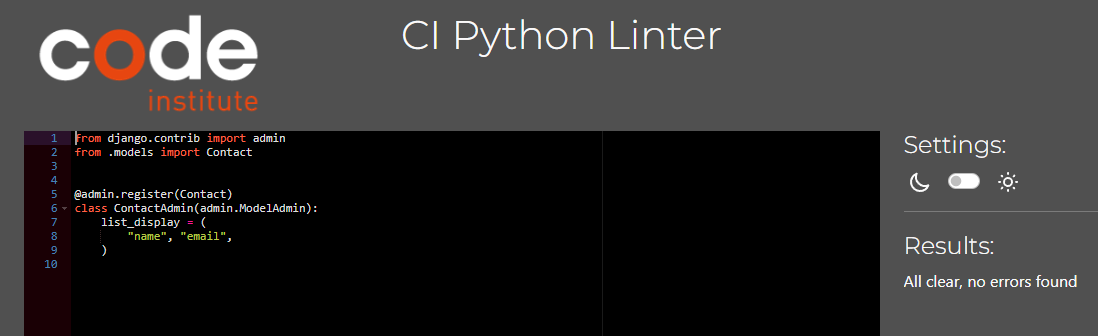 code
institute
CI Python Linter
1 from django.contrib import admin
2 from .models import Contact
3
4
5 @admin.register(Contact)
6 class ContactAdmin(admin.ModelAdmin):
7     list_display = (
8         "name", "email",
9     )
10
Settings:
Results:
All clear, no errors found